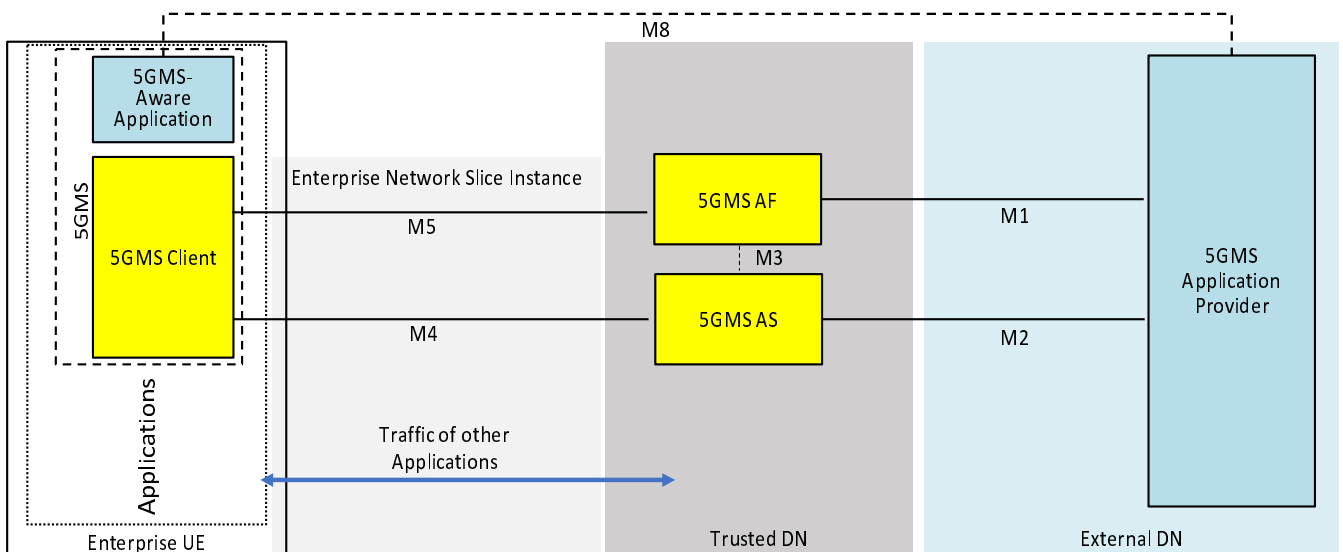 M8
5GMS-
Aware
Application
5GMS
5GMS Client
Applications
Enterprise UE
Enterprise Network Slice Instance
M5
M4
Traffic of other
Applications
5GMS AF
M3
5GMS AS
Trusted DN
M1
M2
5GMS
Application
Provider
External DN